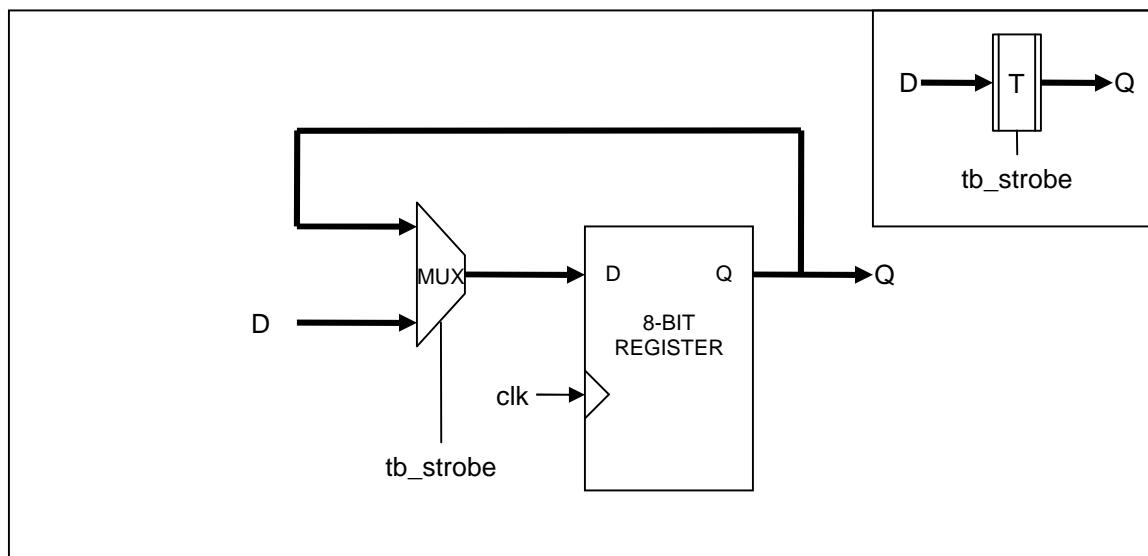 D
T
Q
tb_strobe
MUX
D
Q
Q
D
8-BIT
REGISTER
clk
tb_strobe